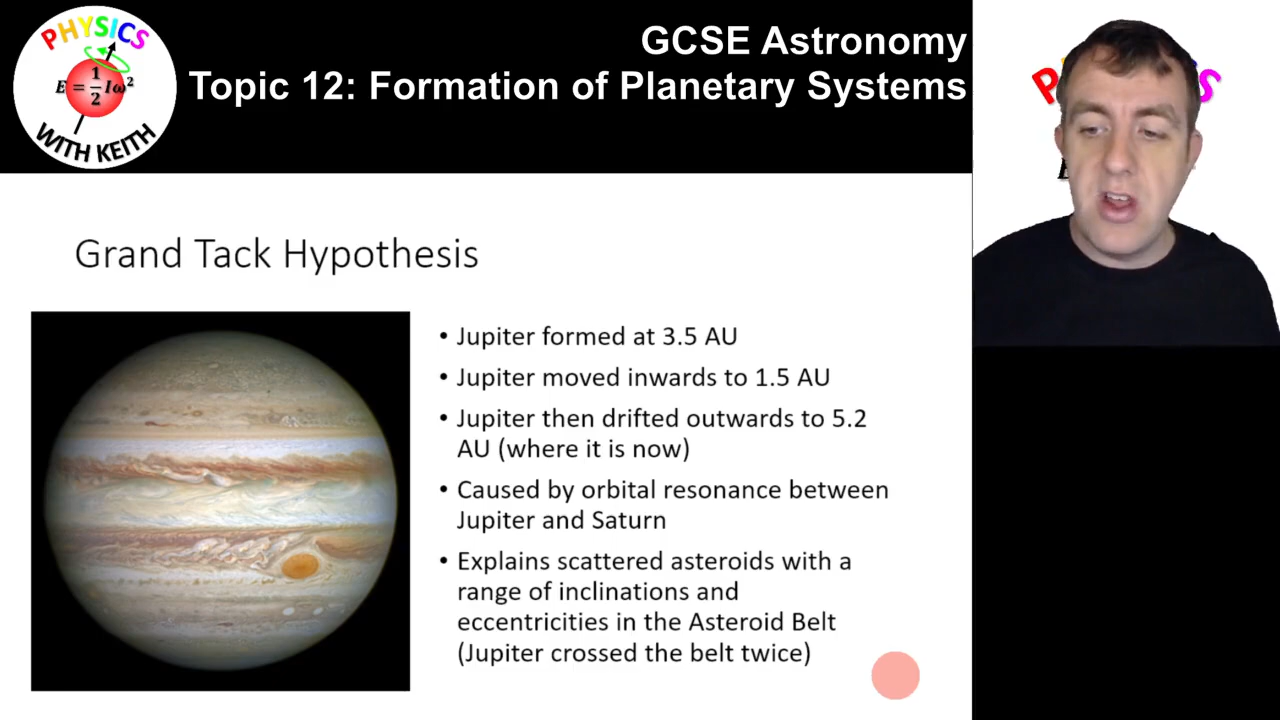 PHYSICS
E = 1/2 Iω²
WITH KEITH
GCSE Astronomy
Topic 12: Formation of Planetary Systems
Grand Tack Hypothesis
• Jupiter formed at 3.5 AU
• Jupiter moved inwards to 1.5 AU
• Jupiter then drifted outwards to 5.2
AU (where it is now)
• Caused by orbital resonance between
Jupiter and Saturn
• Explains scattered asteroids with a
range of inclinations and
eccentricities in the Asteroid Belt
(Jupiter crossed the belt twice)